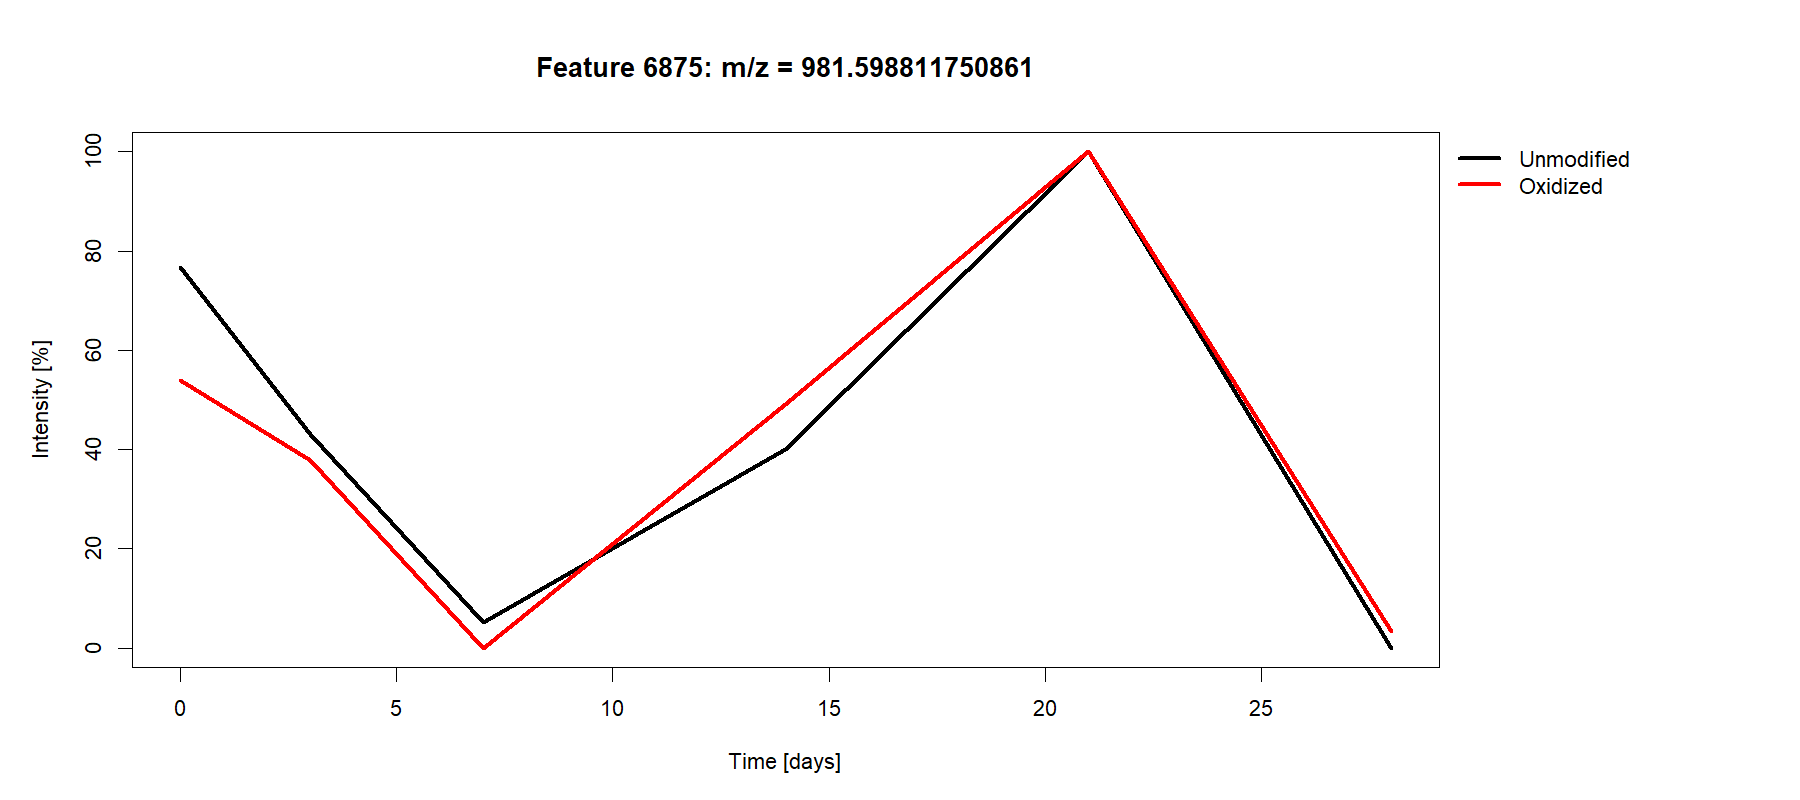 Feature 6875: m/z = 981.598811750861
Unmodified
Oxidized
Intensity [%]
100
80
60
40
20
0
0 5 10 15 20 25
Time [days]